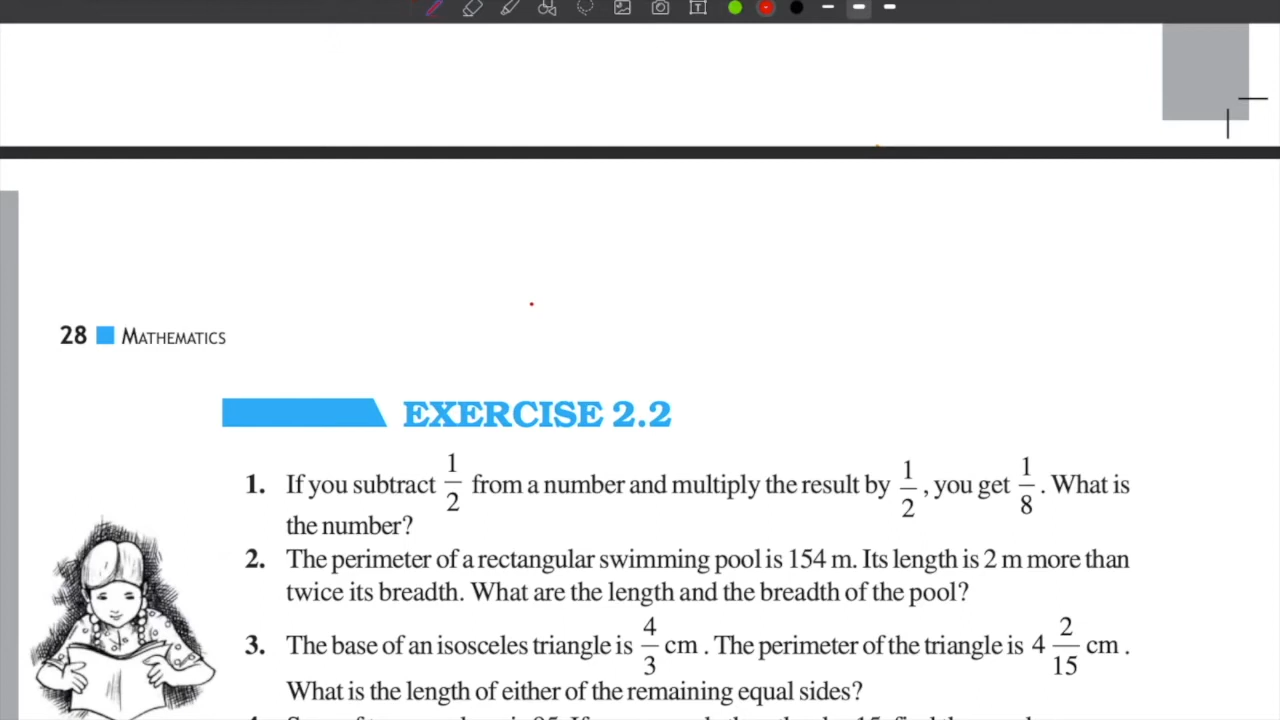 28 MATHEMATICS
EXERCISE 2.2
1. If you subtract 1/2 from a number and multiply the result by 1/2, you get 1/8. What is
the number?
2. The perimeter of a rectangular swimming pool is 154 m. Its length is 2 m more than
twice its breadth. What are the length and the breadth of the pool?
3. The base of an isosceles triangle is 4/3 cm. The perimeter of the triangle is 4 2/15 cm.
What is the length of either of the remaining equal sides?